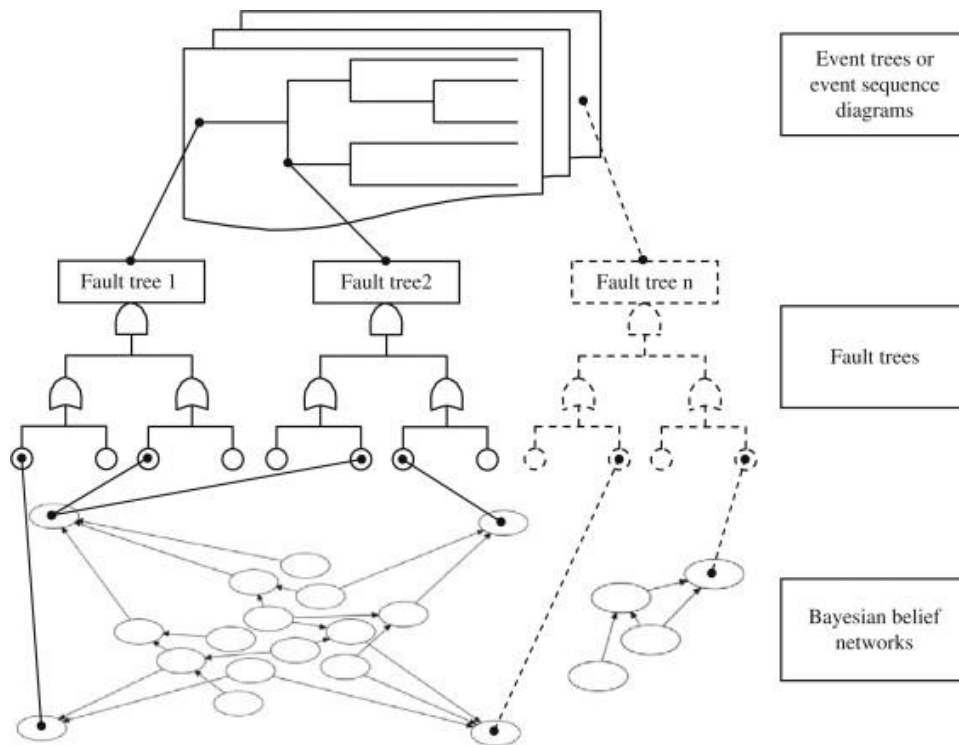 Event trees or
event sequence
diagrams
Fault tree 1
Fault tree2
Fault tree n
Fault trees
Bayesian belief
networks